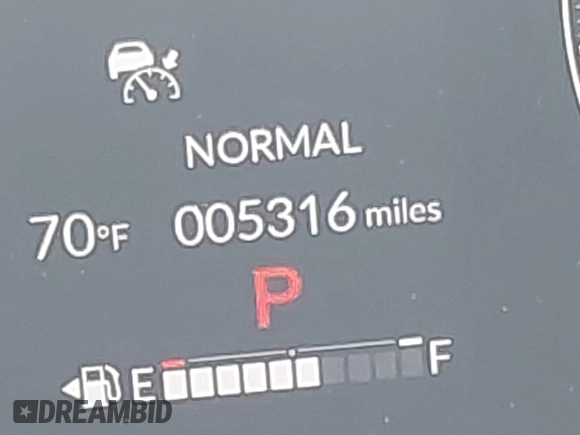 NORMAL
70°F 005316 miles
P
E F
DREAMBID